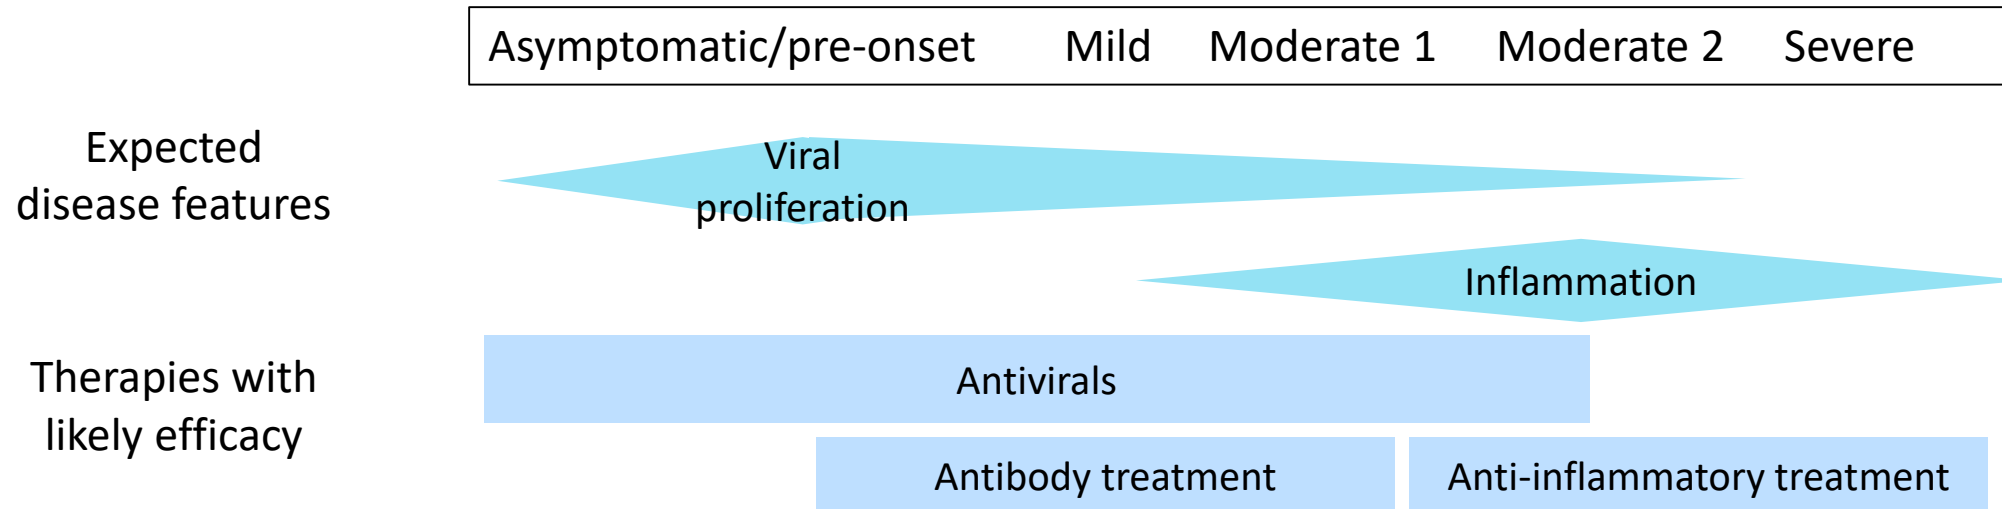 Asymptomatic/pre-onset Mild Moderate 1 Moderate 2 Severe
Expected
disease features
Viral
proliferation
Inflammation
Therapies with
likely efficacy
Antivirals
Antibody treatment
Anti-inflammatory treatment